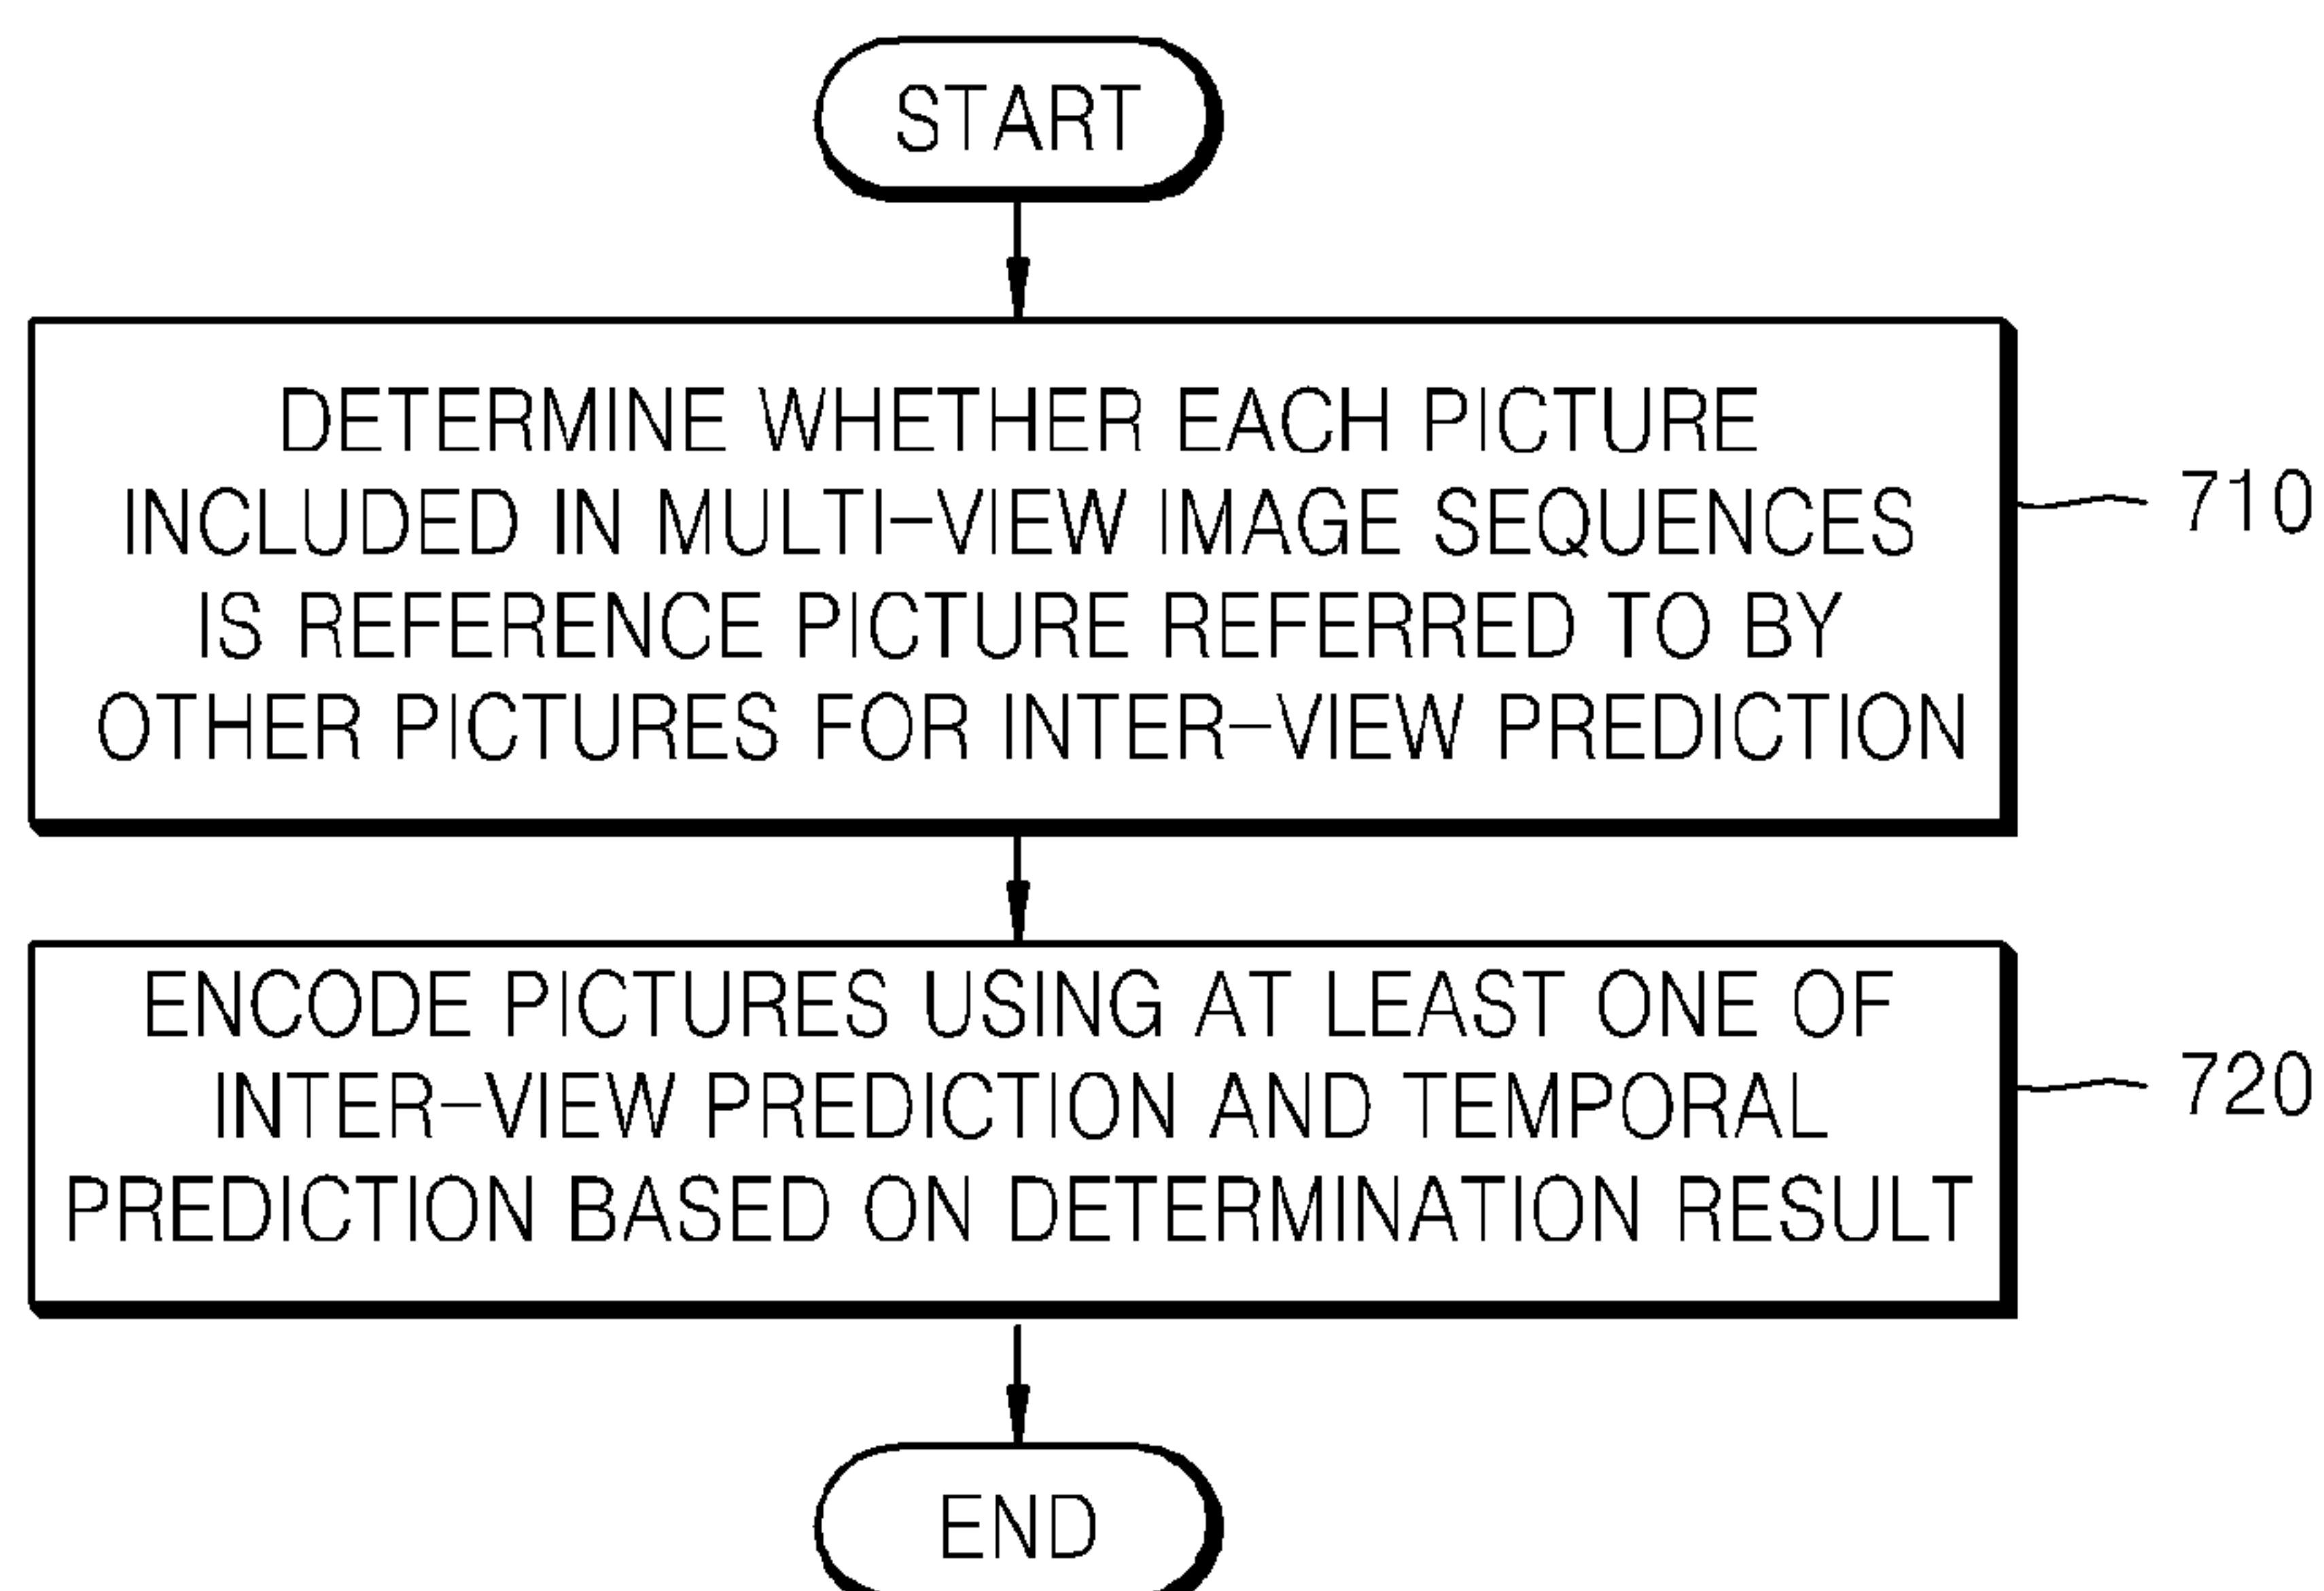 START
DETERMINE WHETHER EACH PICTURE
INCLUDED IN MULTI-VIEW IMAGE SEQUENCES
IS REFERENCE PICTURE REFERRED TO BY
OTHER PICTURES FOR INTER-VIEW PREDICTION
710
ENCODE PICTURES USING AT LEAST ONE OF
INTER-VIEW PREDICTION AND TEMPORAL
PREDICTION BASED ON DETERMINATION RESULT
720
END